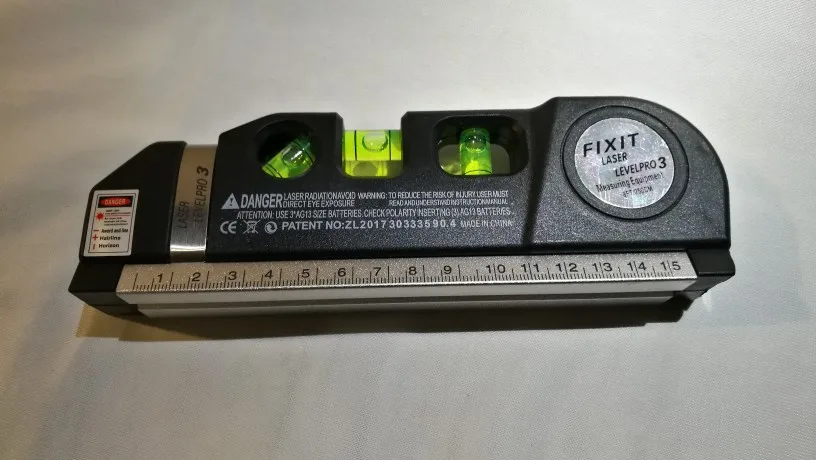 FIXIT
LASER
LEVELPRO 3
Measuring Equipment
LASER
LEVELPRO 3
DANGER
Hairline
Horizon
DANGER LASER RADIATION AVOID DIRECT EYE EXPOSURE
WARNING: TO REDUCE THE RISK OF INJURY USER MUST READ AND UNDERSTAND INSTRUCTION MANUAL
ATTENTION: USE 3*AG13 SIZE BATTERIES. CHECK POLARITY INSERTING (3) AG13 BATTERIES
CE PATENT NO:ZL201730333590.4 MADE IN CHINA
1 2 3 4 5 6 7 8 9 10 11 12 13 14 15